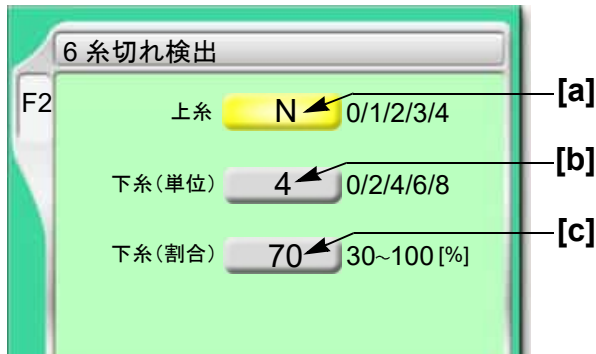 6 糸切れ検出
F2
上糸 N 0/1/2/3/4 [a]
下糸(単位) 4 0/2/4/6/8 [b]
下糸(割合) 70 30~100 [%] [c]